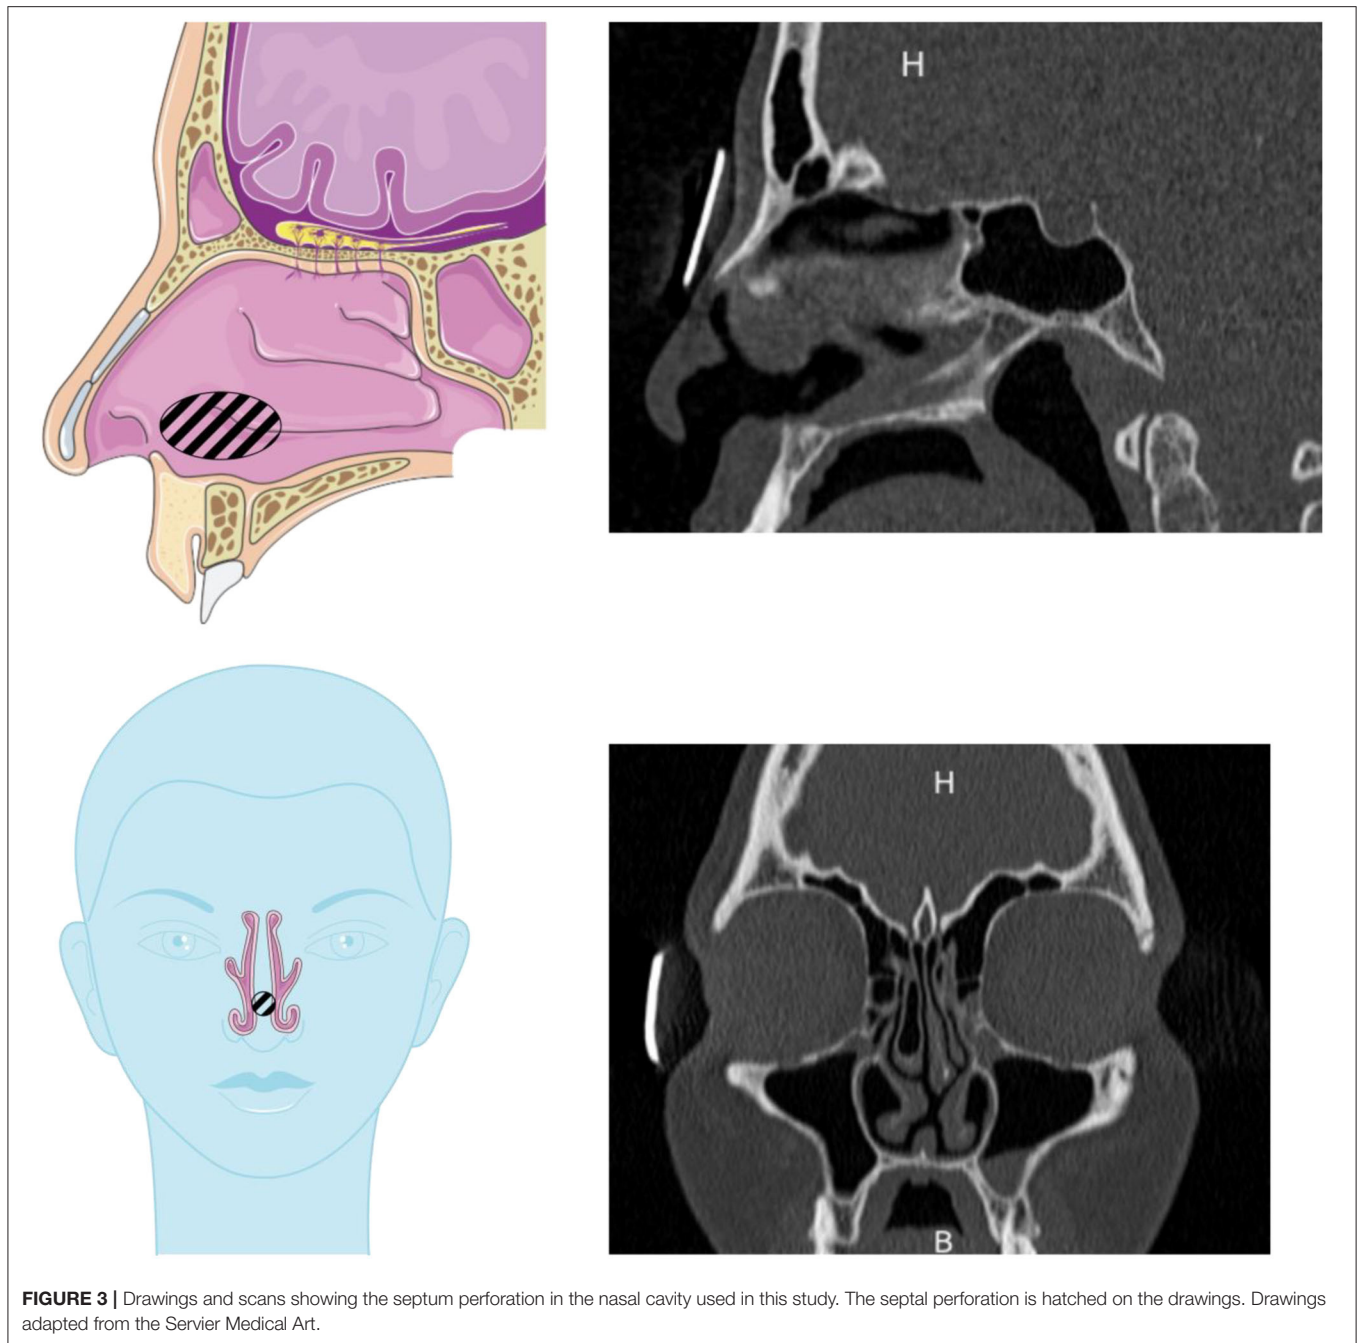 H
H
B
FIGURE 3 | Drawings and scans showing the septum perforation in the nasal cavity used in this study. The septal perforation is hatched on the drawings. Drawings
adapted from the Servier Medical Art.